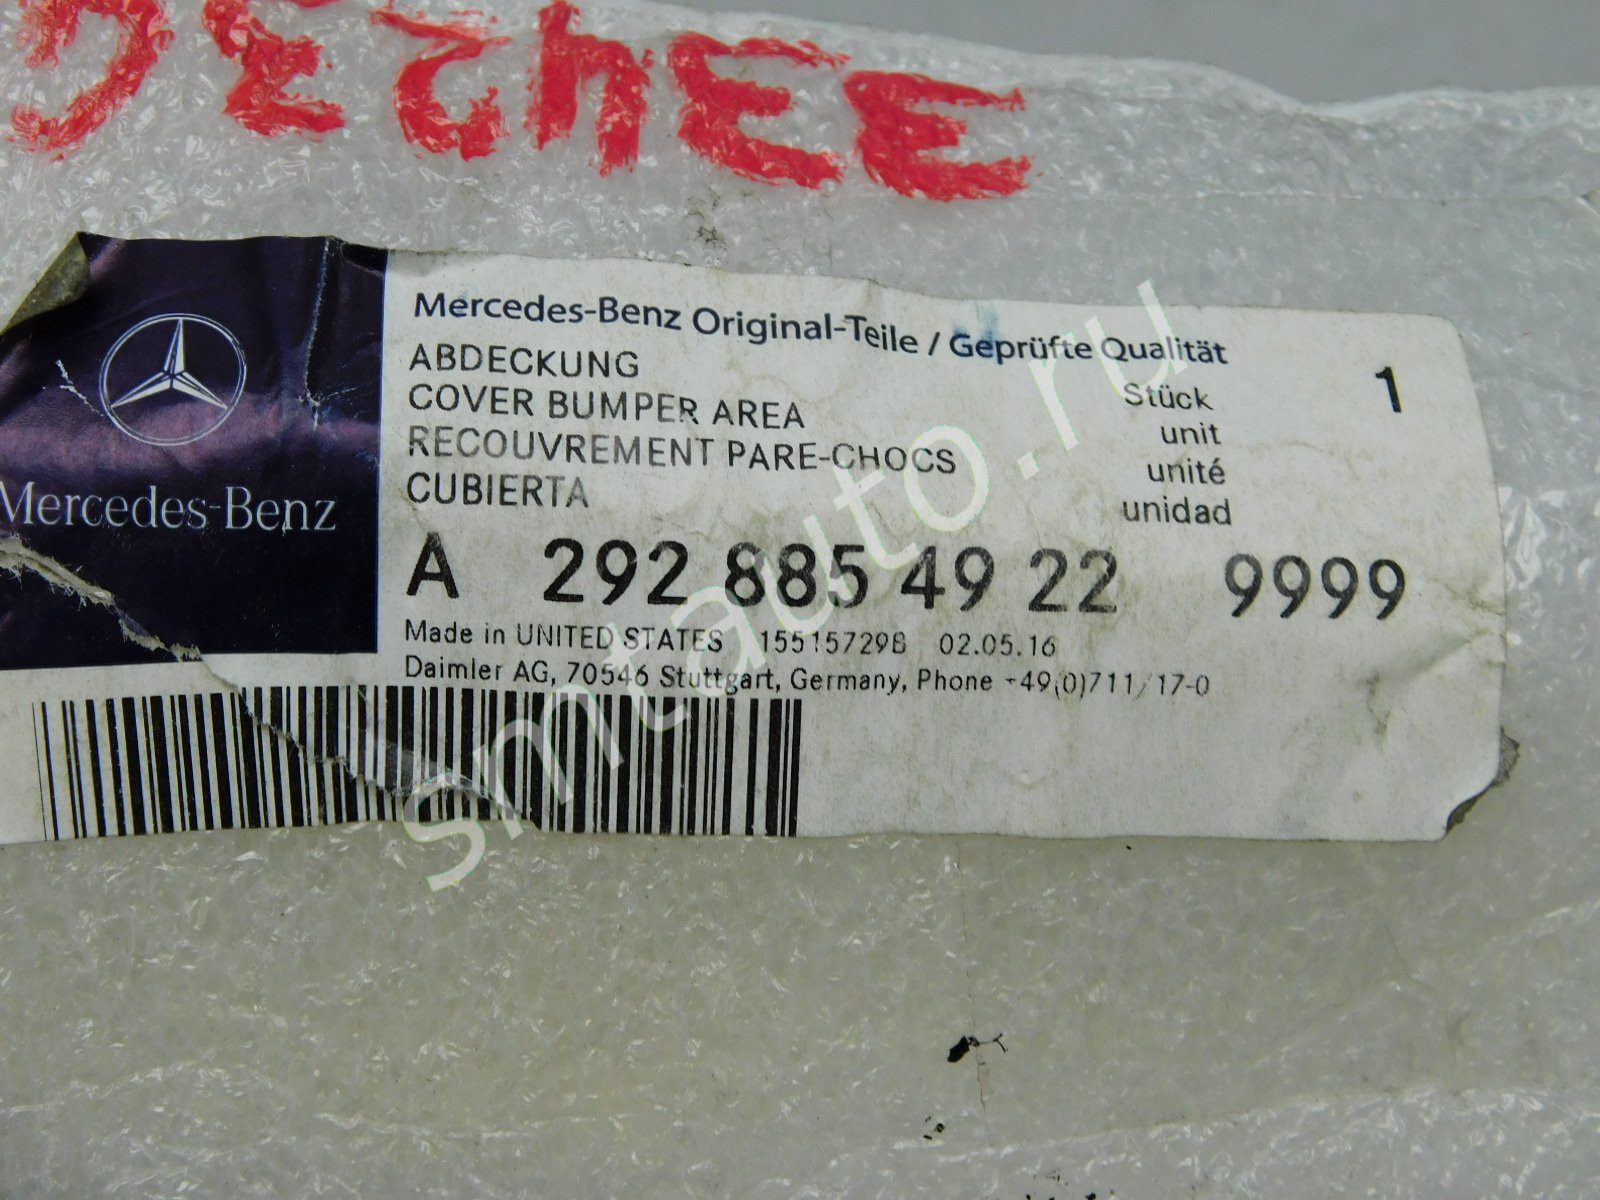 Mercedes-Benz
Mercedes-Benz Original-Teile / Geprüfte Qualität
ABDECKUNG
COVER BUMPER AREA
RECOUVREMENT PARE-CHOCS
CUBIERTA
Stück 1
unit
unité
unidad
A 292 885 49 22 9999
Made in UNITED STATES 155157298 02.05.16
Daimler AG, 70546 Stuttgart, Germany, Phone +49(0)711/17-0
smlauto.ru